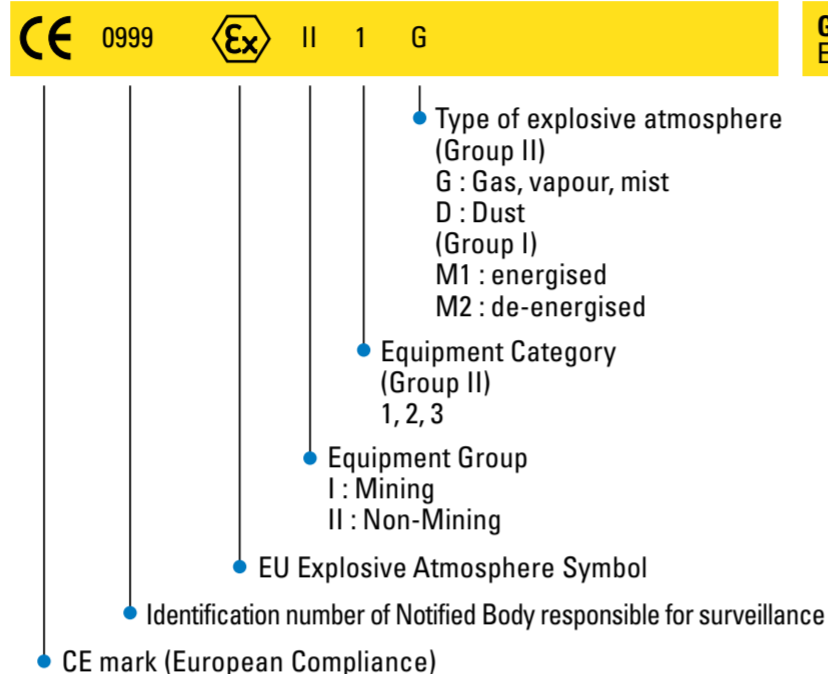 CE 0999 Ex II 1 G
G
E
Type of explosive atmosphere
(Group II)
G : Gas, vapour, mist
D : Dust
(Group I)
M1 : energised
M2 : de-energised
Equipment Category
(Group II)
1, 2, 3
Equipment Group
I : Mining
II : Non-Mining
EU Explosive Atmosphere Symbol
Identification number of Notified Body responsible for surveillance
CE mark (European Compliance)